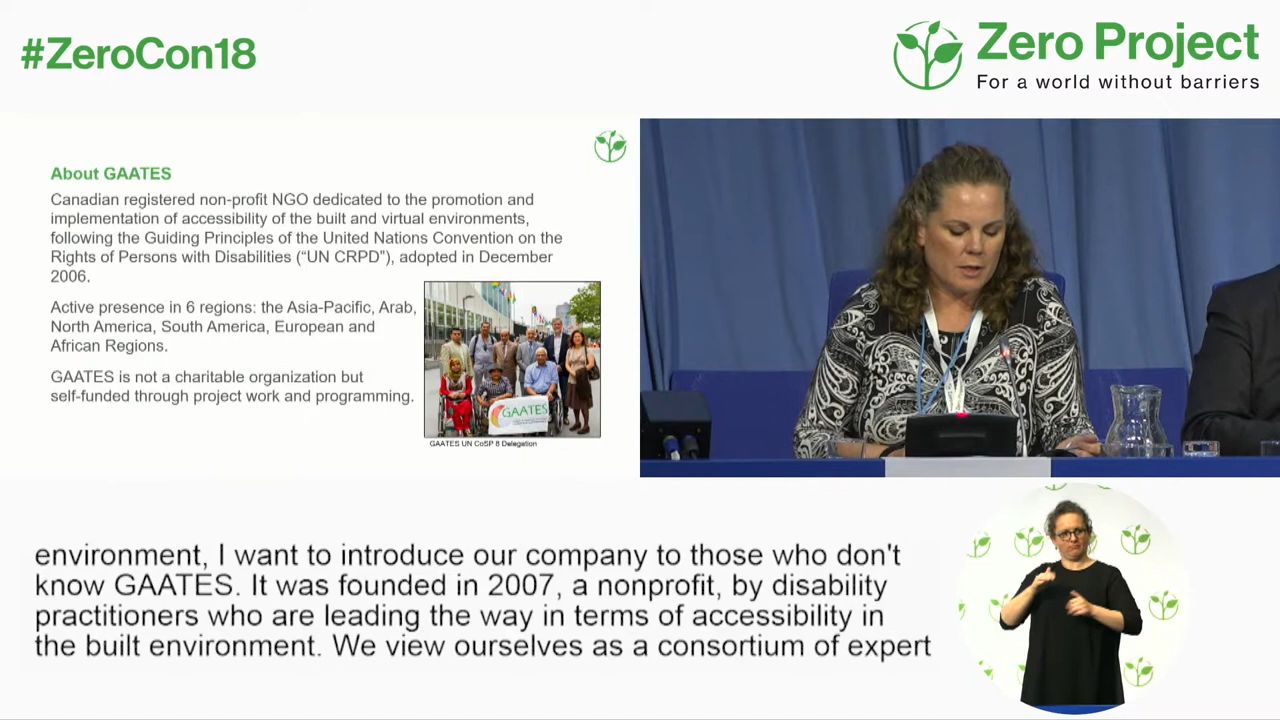 #ZeroCon18
Zero Project
For a world without barriers
About GAATES
Canadian registered non-profit NGO dedicated to the promotion and
implementation of accessibility of the built and virtual environments,
following the Guiding Principles of the United Nations Convention on the
Rights of Persons with Disabilities (“UN CRPD”), adopted in December
2006.
Active presence in 6 regions: the Asia-Pacific, Arab,
North America, South America, European and
African Regions.
GAATES is not a charitable organization but
self-funded through project work and programming.
GAATES
GAATES UN CoSP 8 Delegation
environment, I want to introduce our company to those who don't
know GAATES. It was founded in 2007, a nonprofit, by disability
practitioners who are leading the way in terms of accessibility in
the built environment. We view ourselves as a consortium of expert